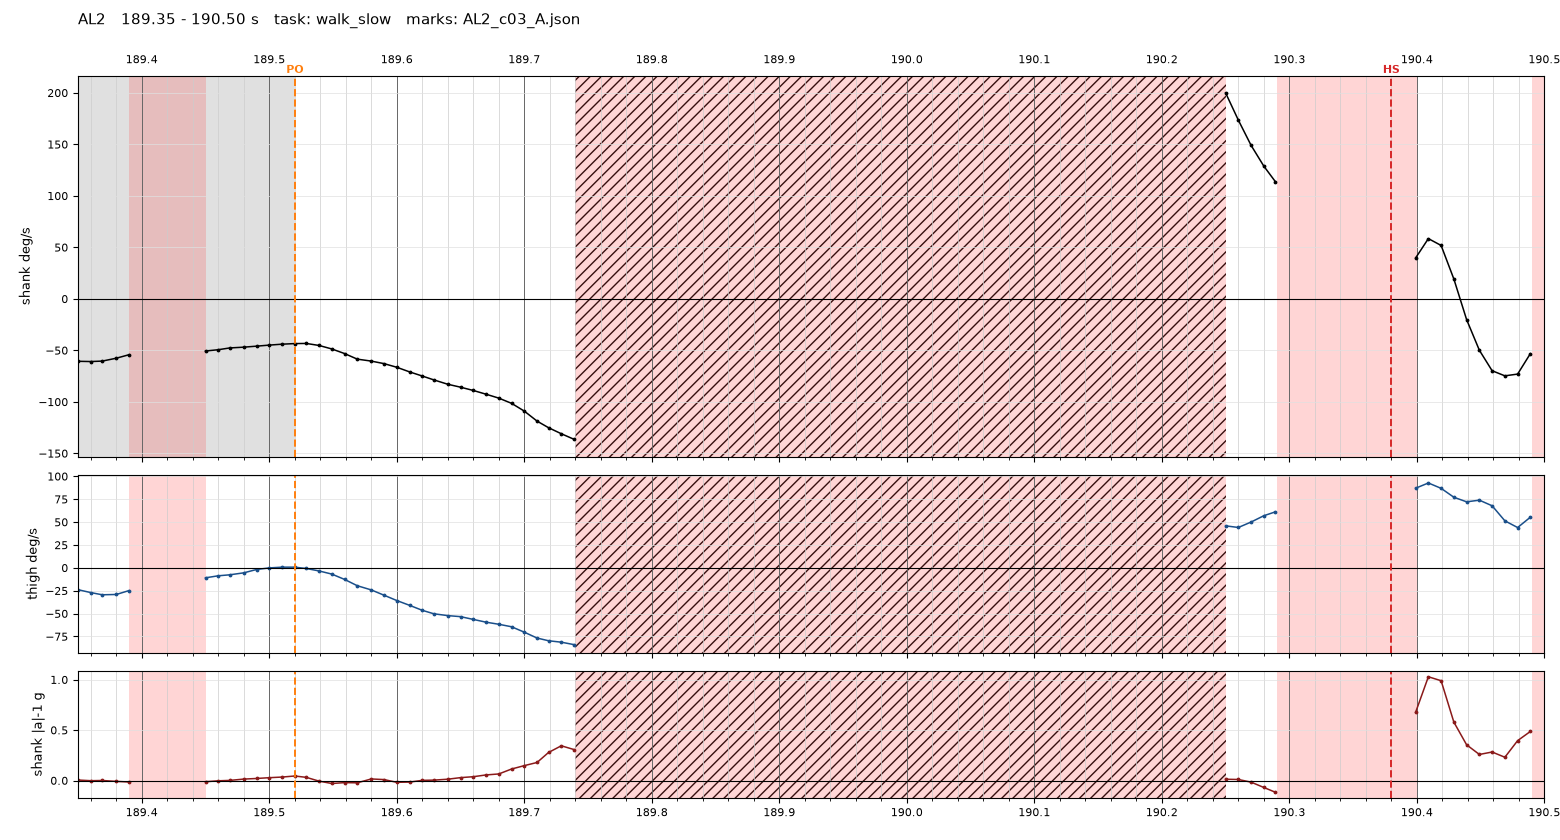 AL2   189.35 - 190.50 s   task: walk_slow   marks: AL2_c03_A.json
189.4 189.5 189.6 189.7 189.8 189.9 190.0 190.1 190.2 190.3 190.4 190.5
PO HS
shank deg/s
200
150
100
50
0
−50
−100
−150
thigh deg/s
100
75
50
25
0
−25
−50
−75
shank |a|-1 g
1.0
0.5
0.0
189.4 189.5 189.6 189.7 189.8 189.9 190.0 190.1 190.2 190.3 190.4 190.5